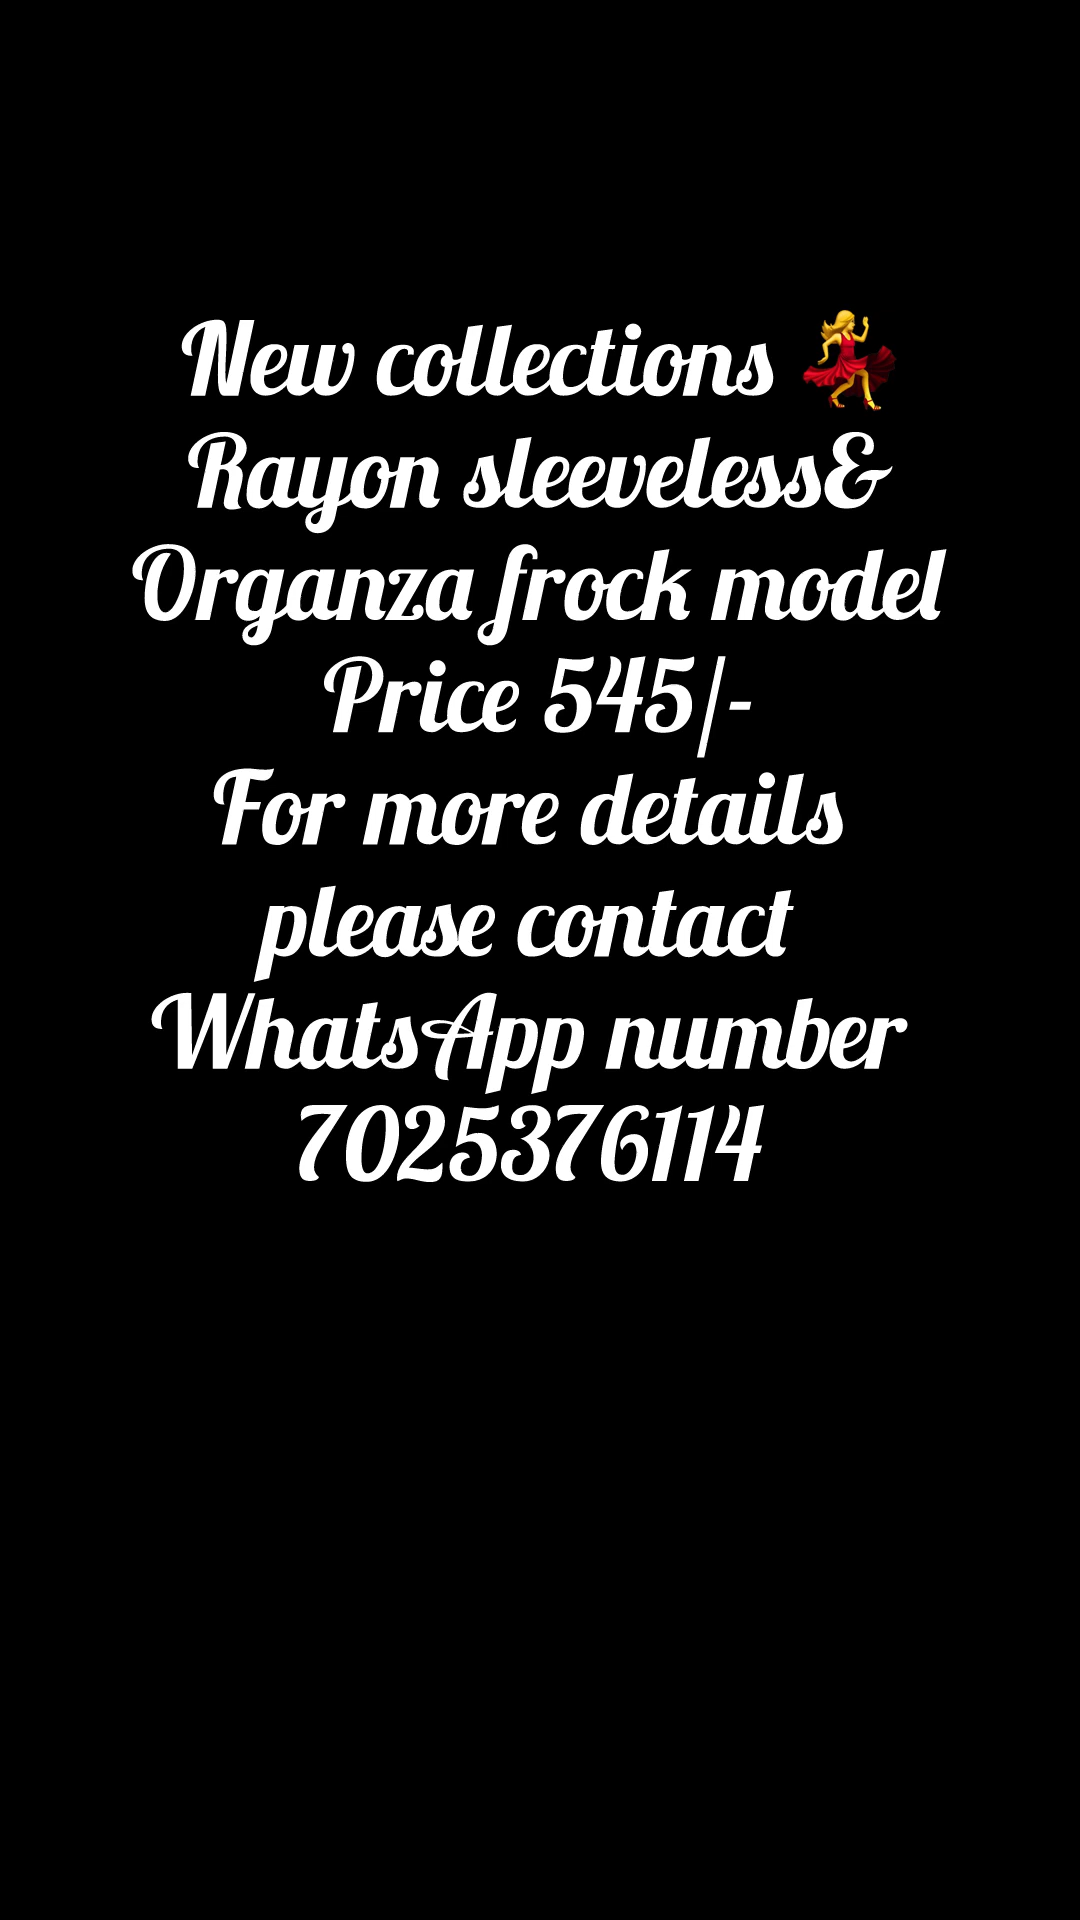 New collections 💃
Rayon sleeveless&
Organza frock model
Price 545/-
For more details
please contact
WhatsApp number
7025376114